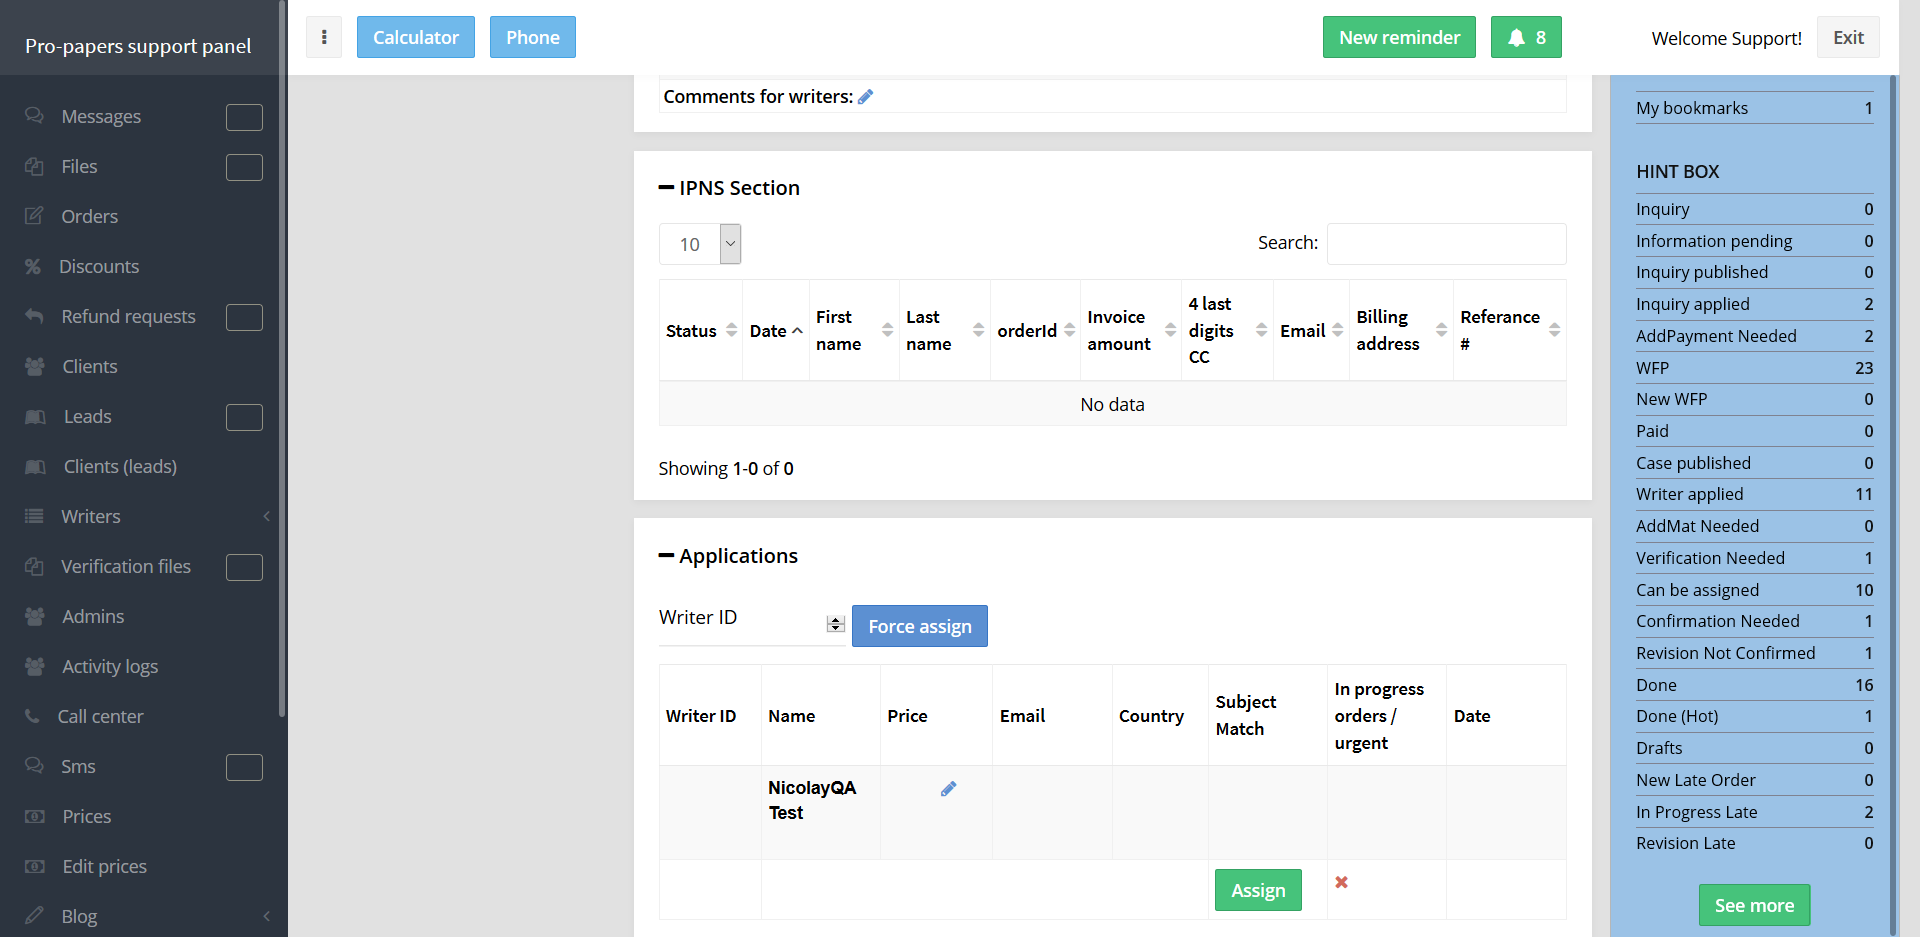 Pro-papers support panel
Calculator
Phone
New reminder
8
Welcome Support!
Exit
Messages
Files
Orders
Discounts
Refund requests
Clients
Leads
Clients (leads)
Writers
Verification files
Admins
Activity logs
Call center
Sms
Prices
Edit prices
Blog
Comments for writers:
IPNS Section
10
Search:
Status
Date
First name
Last name
orderId
Invoice amount
4 last digits CC
Email
Billing address
Referance #
No data
Showing 1-0 of 0
Applications
Writer ID
Force assign
Writer ID
Name
Price
Email
Country
Subject Match
In progress orders / urgent
Date
NicolayQA
Test
Assign
My bookmarks 1
HINT BOX
Inquiry 0
Information pending 0
Inquiry published 0
Inquiry applied 2
AddPayment Needed 2
WFP 23
New WFP 0
Paid 0
Case published 0
Writer applied 11
AddMat Needed 0
Verification Needed 1
Can be assigned 10
Confirmation Needed 1
Revision Not Confirmed 1
Done 16
Done (Hot) 1
Drafts 0
New Late Order 0
In Progress Late 2
Revision Late 0
See more